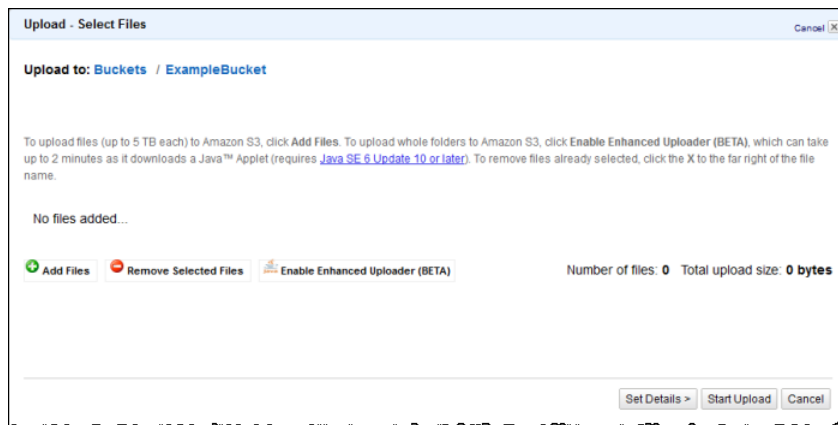 Upload - Select Files
Cancel
Upload to: Buckets / ExampleBucket
To upload files (up to 5 TB each) to Amazon S3, click Add Files. To upload whole folders to Amazon S3, click Enable Enhanced Uploader (BETA), which can take
up to 2 minutes as it downloads a Java™ Applet (requires Java SE 6 Update 10 or later). To remove files already selected, click the X to the far right of the file
name.
No files added...
Add Files Remove Selected Files Enable Enhanced Uploader (BETA) Number of files: 0 Total upload size: 0 bytes
Set Details > Start Upload Cancel